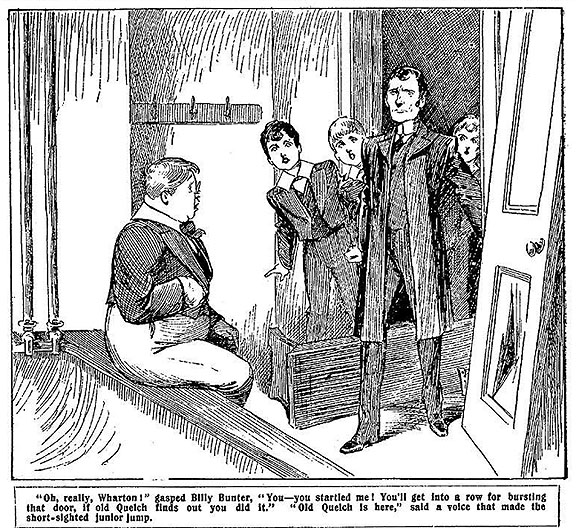 "Oh, really, Wharton!" gasped Billy Bunter, "You—you startled me! You'll get into a row for bursting
that door, if old Quelch finds out you did it." "Old Quelch is here," said a voice that made the
short-sighted junior jump.